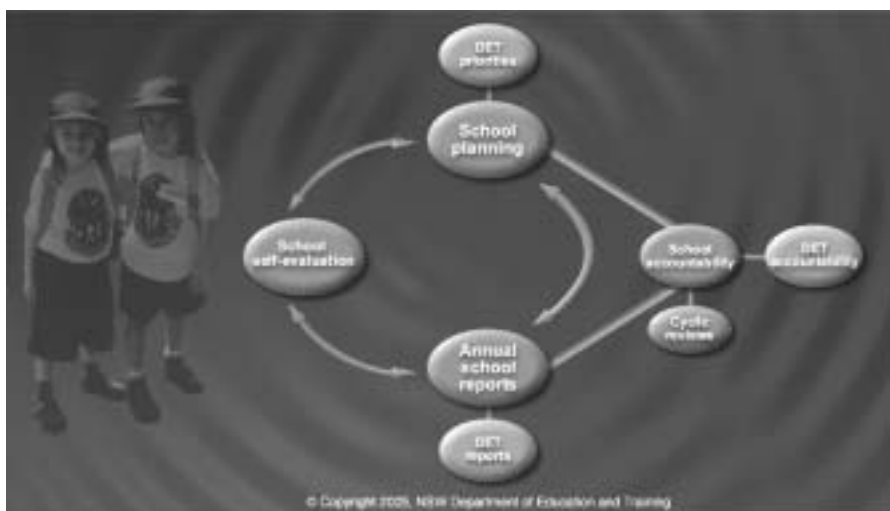 DET
priorities
School
planning
School
self-evaluation
School
accountability
DET
accountability
Cyclic
reviews
Annual
school
reports
DET
reports
© Copyright 2005, NSW Department of Education and Training